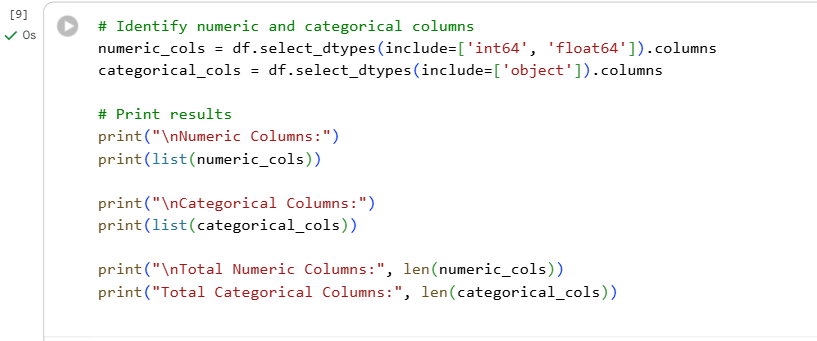 [9]
0s
# Identify numeric and categorical columns
numeric_cols = df.select_dtypes(include=['int64', 'float64']).columns
categorical_cols = df.select_dtypes(include=['object']).columns
# Print results
print("\nNumeric Columns:")
print(list(numeric_cols))
print("\nCategorical Columns:")
print(list(categorical_cols))
print("\nTotal Numeric Columns:", len(numeric_cols))
print("Total Categorical Columns:", len(categorical_cols))